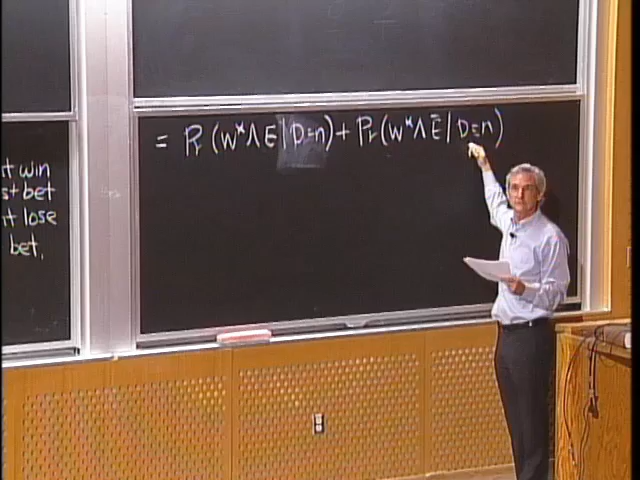 t win
st bet
t lose
bet.
= Pr (W* ∧ E | D=n) + Pr (W* ∧ Ē | D=n)